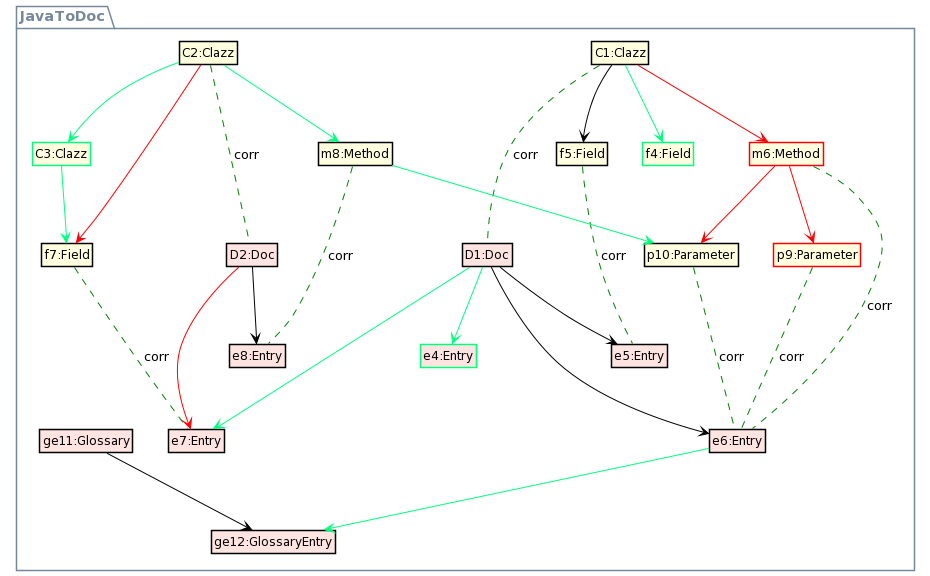 JavaToDoc
C2:Clazz
C1:Clazz
C3:Clazz
corr
m8:Method
corr
f5:Field
f4:Field
m6:Method
f7:Field
D2:Doc
corr
D1:Doc
corr
p10:Parameter
p9:Parameter
corr
corr
e8:Entry
e4:Entry
e5:Entry
corr
corr
ge11:Glossary
e7:Entry
e6:Entry
ge12:GlossaryEntry